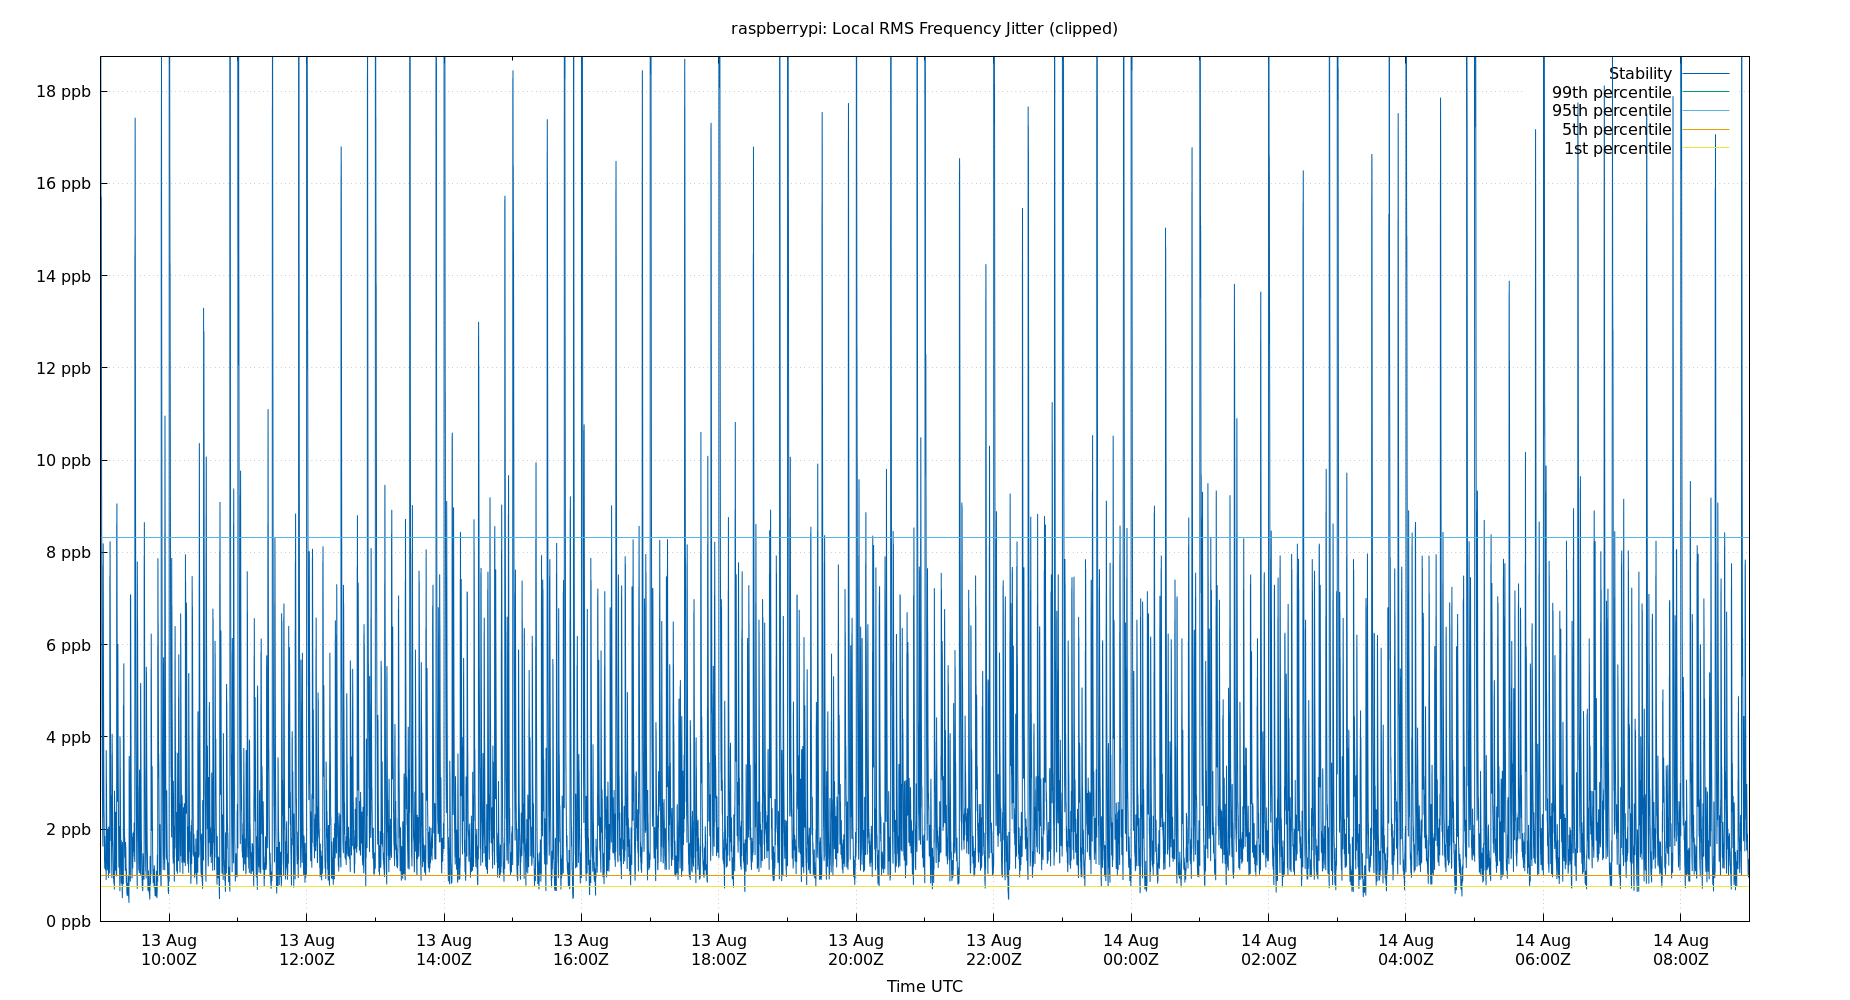 raspberrypi: Local RMS Frequency Jitter (clipped)
18 ppb
16 ppb
14 ppb
12 ppb
10 ppb
8 ppb
6 ppb
4 ppb
2 ppb
0 ppb
Stability
99th percentile
95th percentile
5th percentile
1st percentile
13 Aug 13 Aug 13 Aug 13 Aug 13 Aug 13 Aug 13 Aug 14 Aug 14 Aug 14 Aug 14 Aug 14 Aug
10:00Z 12:00Z 14:00Z 16:00Z 18:00Z 20:00Z 22:00Z 00:00Z 02:00Z 04:00Z 06:00Z 08:00Z
Time UTC